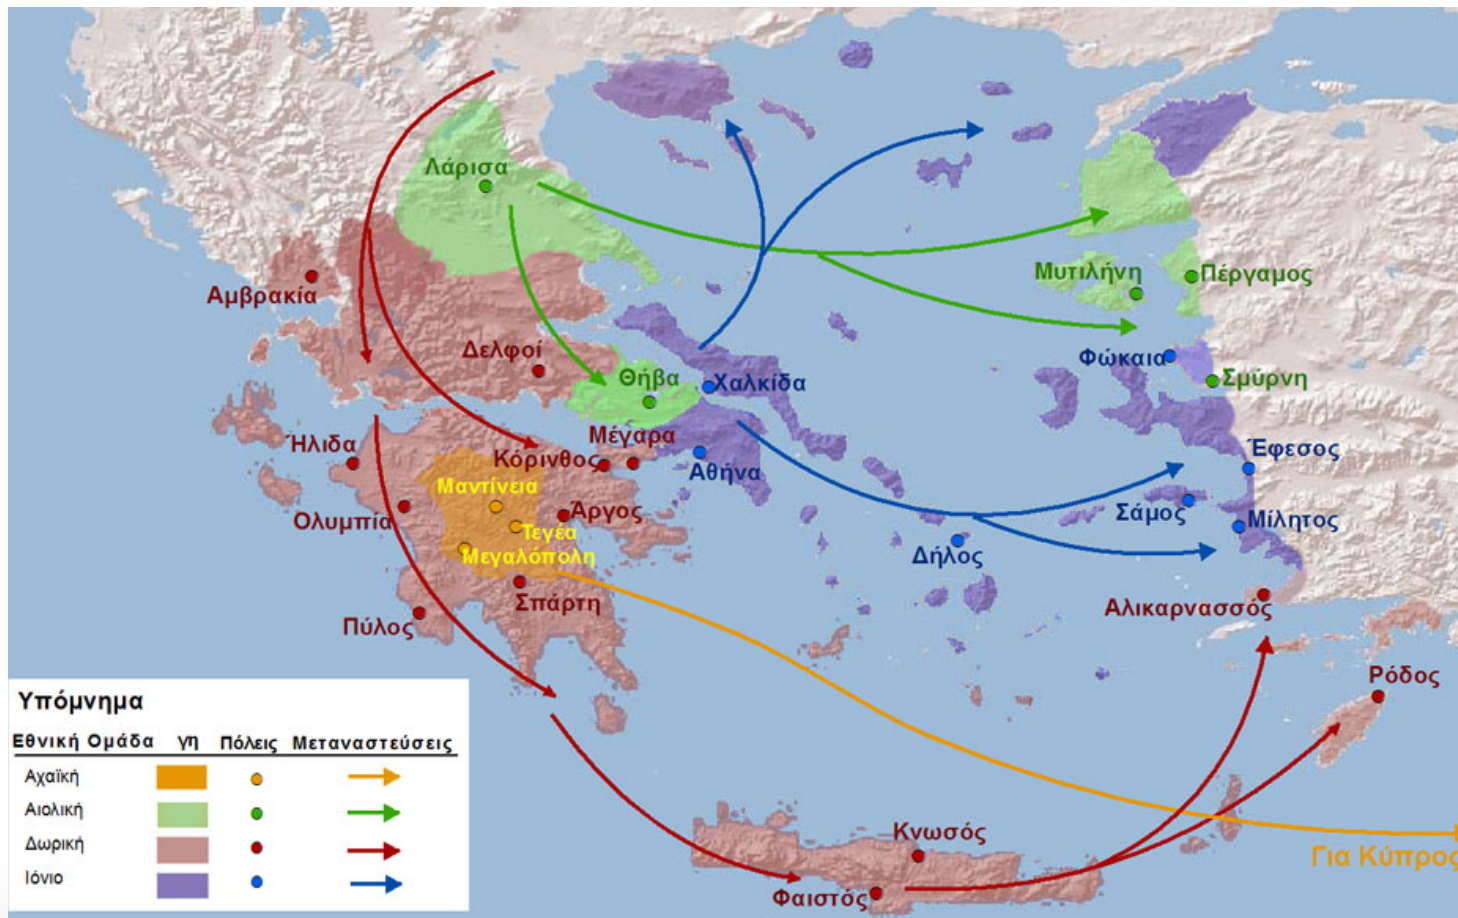 Λάρισα
Αμβρακία
Μυτιλήνη
Πέργαμος
Δελφοί
Φώκαια
Θήβα
Χαλκίδα
Σμύρνη
Μέγαρα
Ήλιδα
Κόρινθος
Αθήνα
Έφεσος
Μαντίνεια
Ολυμπία
Άργος
Σάμος
Μίλητος
Τεγέα
Μεγαλόπολη
Δήλος
Σπάρτη
Αλικαρνασσός
Πύλος
Ρόδος
Κνωσός
Για Κύπρος
Φαιστός
Υπόμνημα
Εθνική Ομάδα γη Πόλεις Μεταναστεύσεις
Αχαϊκή
Αιολική
Δωρική
Ιόνιο